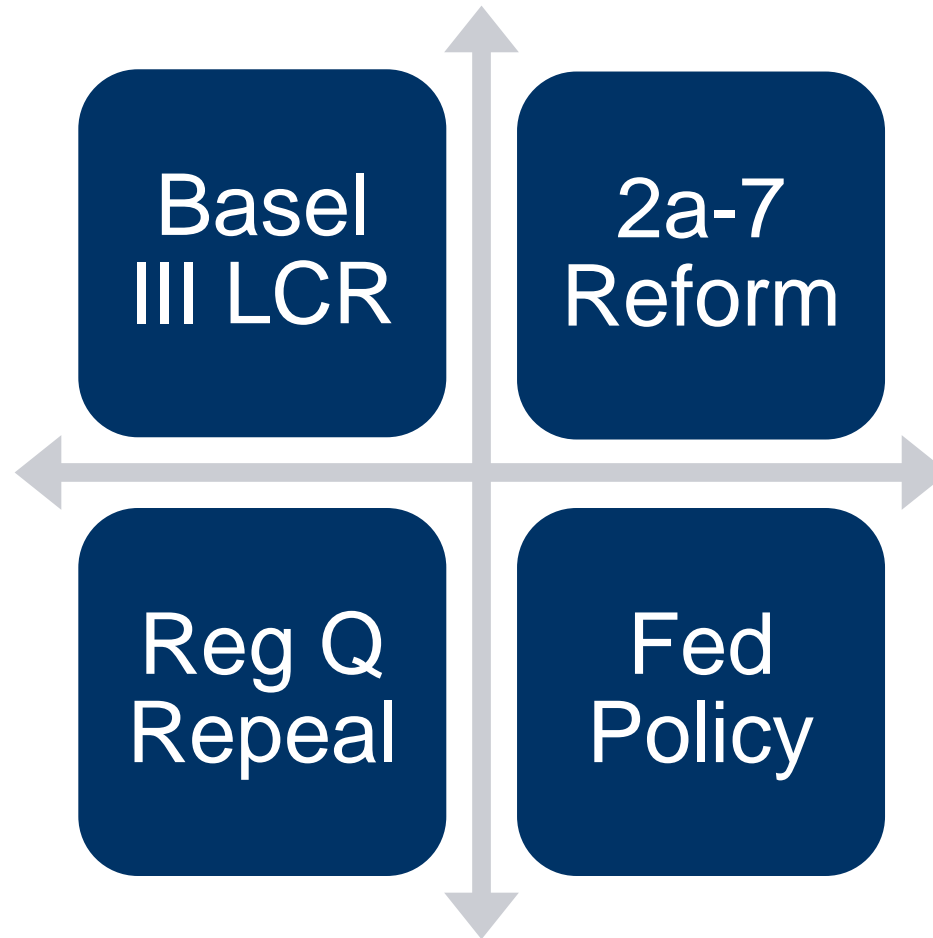 Basel
III LCR
2a-7
Reform
Reg Q
Repeal
Fed
Policy